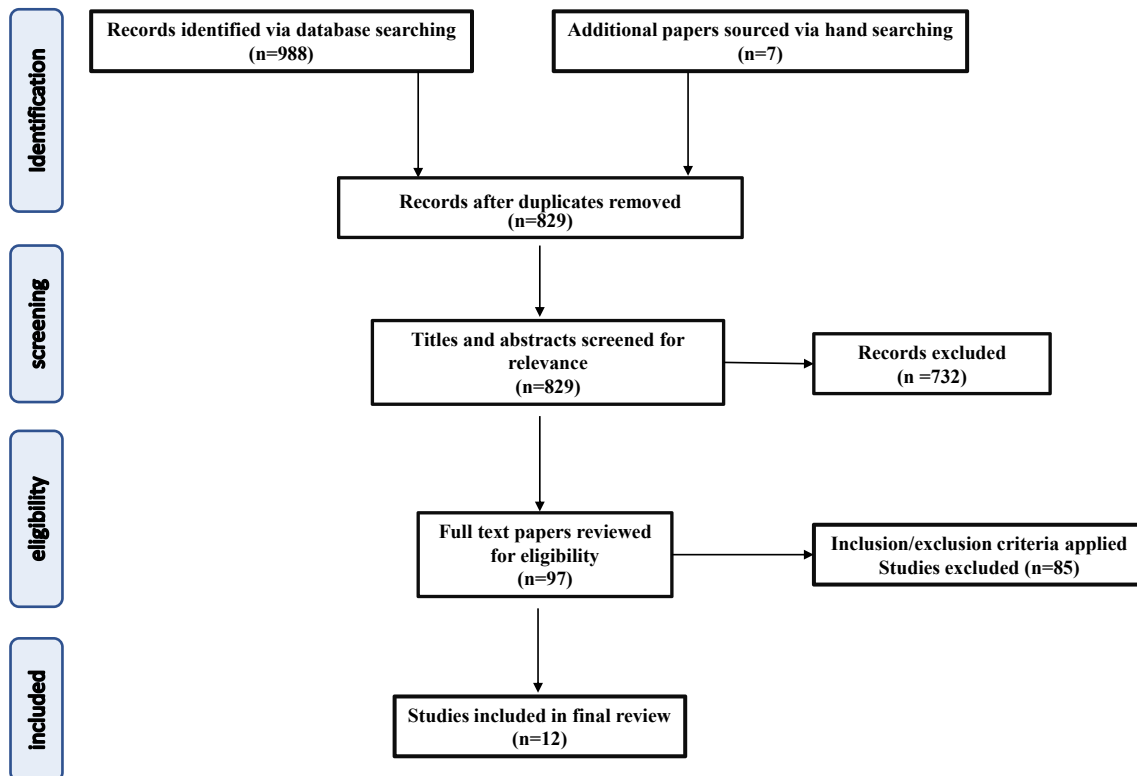 Identification
Records identified via database searching
(n=988)
Additional papers sourced via hand searching
(n=7)
Records after duplicates removed
(n=829)
screening
Titles and abstracts screened for
relevance
(n=829)
Records excluded
(n =732)
eligibility
Full text papers reviewed
for eligibility
(n=97)
Inclusion/exclusion criteria applied
Studies excluded (n=85)
included
Studies included in final review
(n=12)